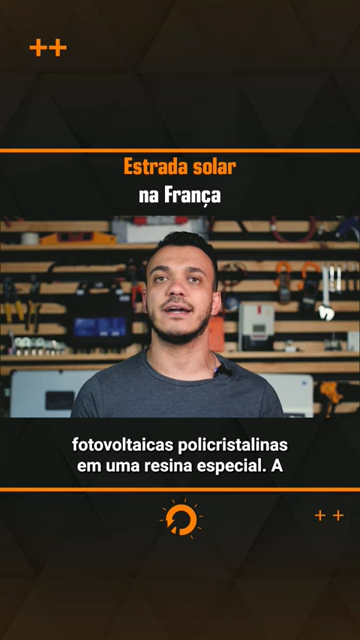 Estrada solar
na França
fotovoltaicas policristalinas
em uma resina especial. A